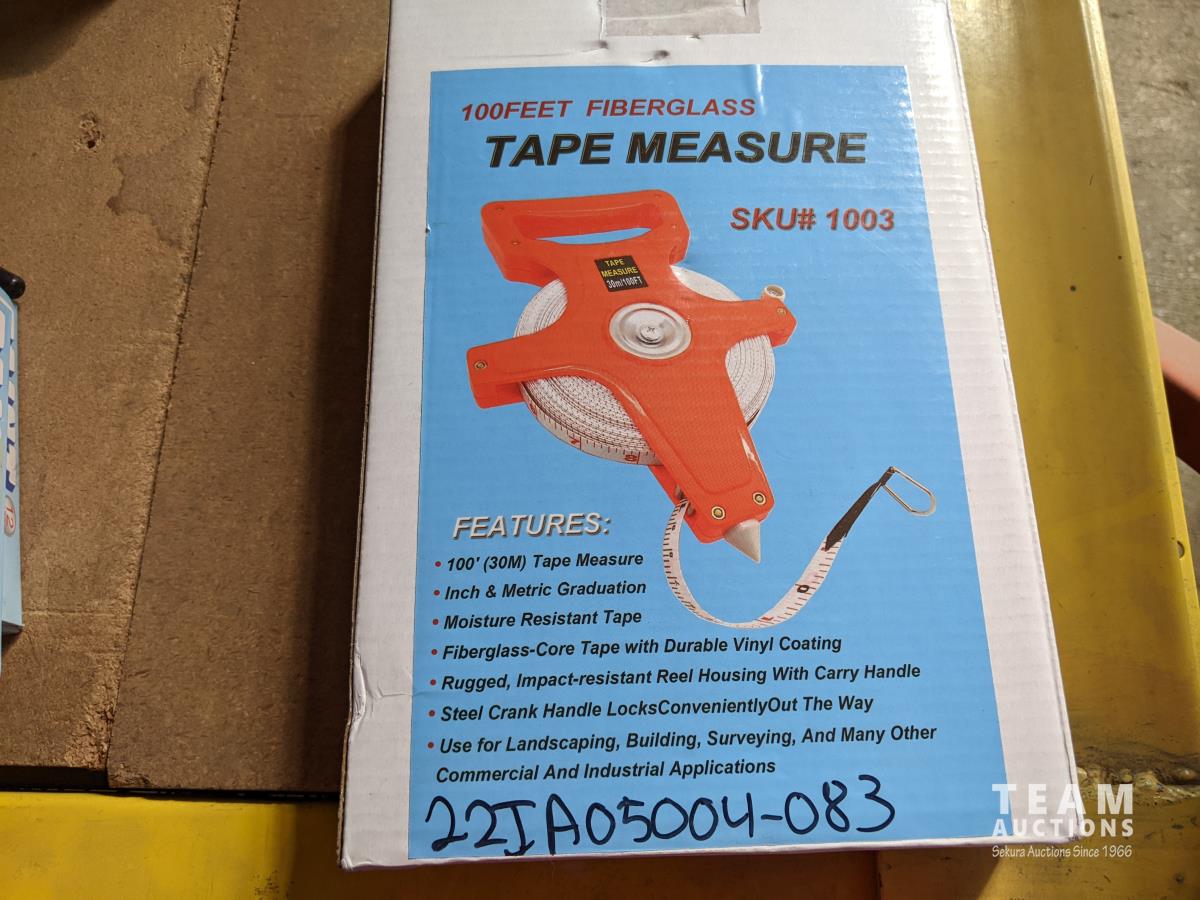 100FEET FIBERGLASS
TAPE MEASURE
SKU# 1003
TAPE
MEASURE
30m/100FT
FEATURES:
• 100' (30M) Tape Measure
• Inch & Metric Graduation
• Moisture Resistant Tape
• Fiberglass-Core Tape with Durable Vinyl Coating
• Rugged, Impact-resistant Reel Housing With Carry Handle
• Steel Crank Handle LocksConvenientlyOut The Way
• Use for Landscaping, Building, Surveying, And Many Other
Commercial And Industrial Applications
22JA05004-083
12
TEAM
AUCTIONS
Sekura Auctions Since 1966